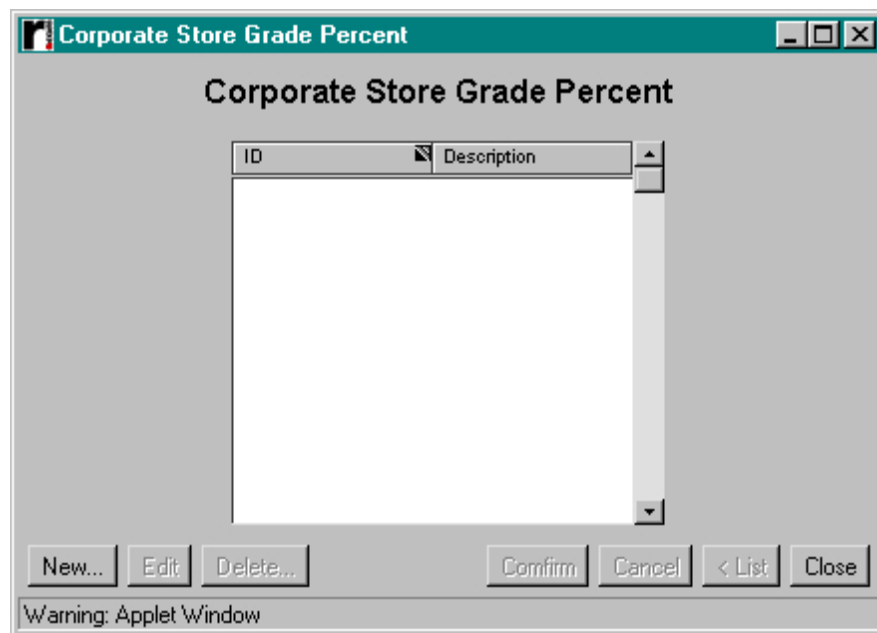 Corporate Store Grade Percent
Corporate Store Grade Percent
ID Description
New... Edit Delete... Comfirm Cancel < List Close
Warning: Applet Window